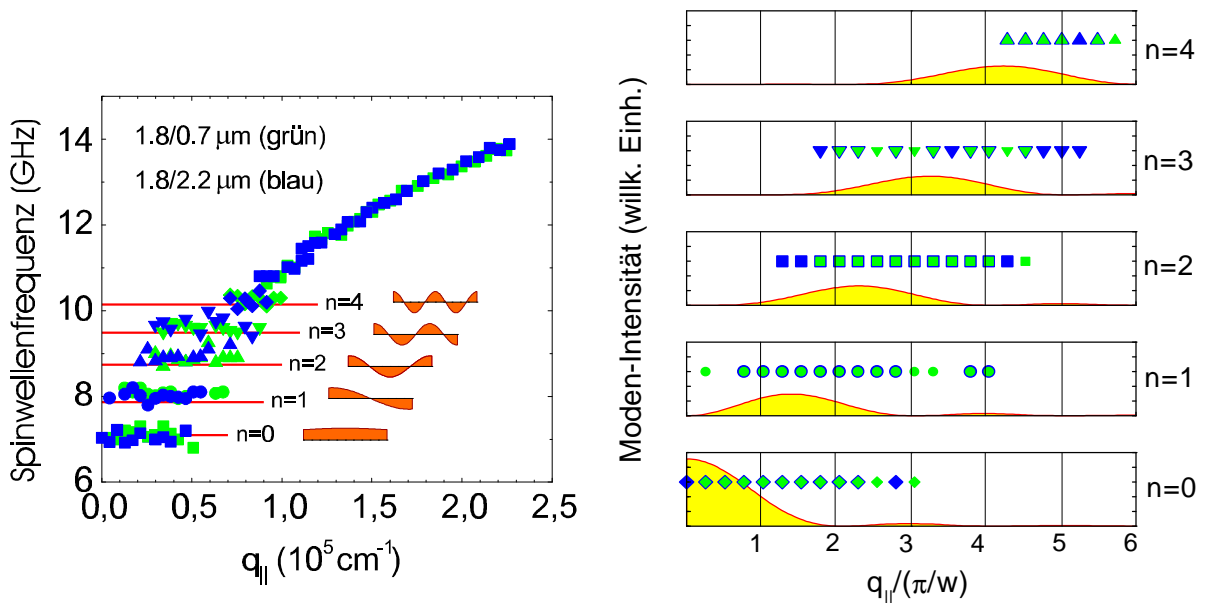 Spinwellenfrequenz (GHz)
14
12
10
8
6
1.8/0.7 μm (grün)
1.8/2.2 μm (blau)
n=4
n=3
n=2
n=1
n=0
0,0 0,5 1,0 1,5 2,0 2,5
q|| (10⁵ cm⁻¹)
Moden-Intensität (willk. Einh.)
n=4
n=3
n=2
n=1
n=0
1 2 3 4 5 6
q||/(π/w)